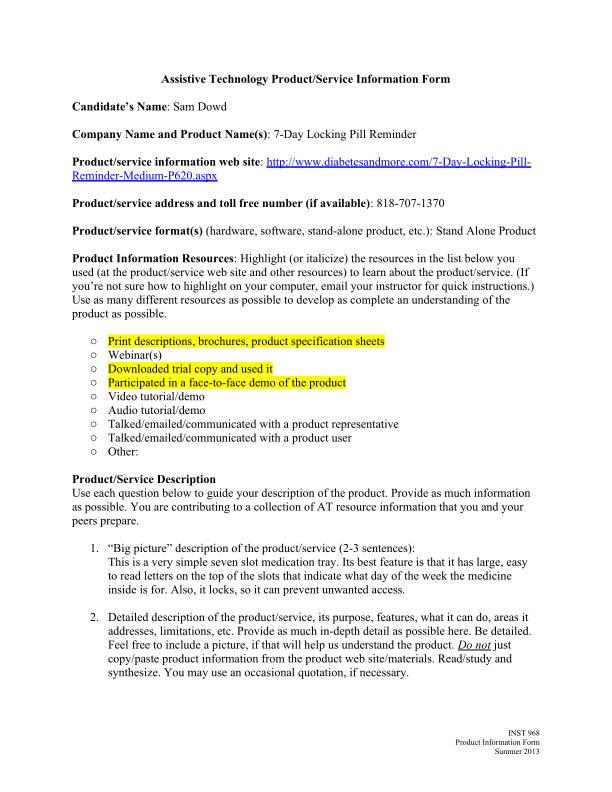 Assistive Technology Product/Service Information Form
Candidate’s Name: Sam Dowd
Company Name and Product Name(s): 7-Day Locking Pill Reminder
Product/service information web site: http://www.diabetesandmore.com/7-Day-Locking-Pill-
Reminder-Medium-P620.aspx
Product/service address and toll free number (if available): 818-707-1370
Product/service format(s) (hardware, software, stand-alone product, etc.): Stand Alone Product
Product Information Resources: Highlight (or italicize) the resources in the list below you
used (at the product/service web site and other resources) to learn about the product/service. (If
you’re not sure how to highlight on your computer, email your instructor for quick instructions.)
Use as many different resources as possible to develop as complete an understanding of the
product as possible.
○ Print descriptions, brochures, product specification sheets
○ Webinar(s)
○ Downloaded trial copy and used it
○ Participated in a face-to-face demo of the product
○ Video tutorial/demo
○ Audio tutorial/demo
○ Talked/emailed/communicated with a product representative
○ Talked/emailed/communicated with a product user
○ Other:
Product/Service Description
Use each question below to guide your description of the product. Provide as much information
as possible. You are contributing to a collection of AT resource information that you and your
peers prepare.
1. “Big picture” description of the product/service (2-3 sentences):
This is a very simple seven slot medication tray. Its best feature is that it has large, easy
to read letters on the top of the slots that indicate what day of the week the medicine
inside is for. Also, it locks, so it can prevent unwanted access.
2. Detailed description of the product/service, its purpose, features, what it can do, areas it
addresses, limitations, etc. Provide as much in-depth detail as possible here. Be detailed.
Feel free to include a picture, if that will help us understand the product. Do not just
copy/paste product information from the product web site/materials. Read/study and
synthesize. You may use an occasional quotation, if necessary.
INST 968
Product Information Form
Summer 2013